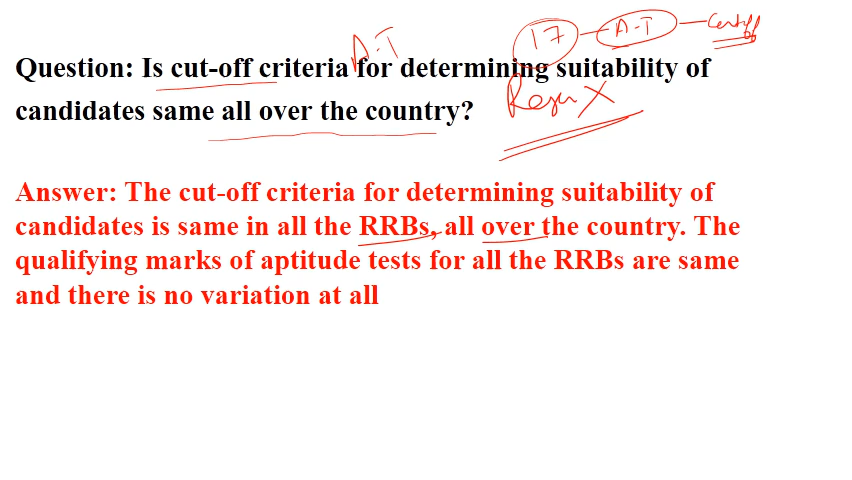 17 A.T
A.T
Question: Is cut-off criteria for determining suitability of
candidates same all over the country?
Answer: The cut-off criteria for determining suitability of
candidates is same in all the RRBs, all over the country. The
qualifying marks of aptitude tests for all the RRBs are same
and there is no variation at all